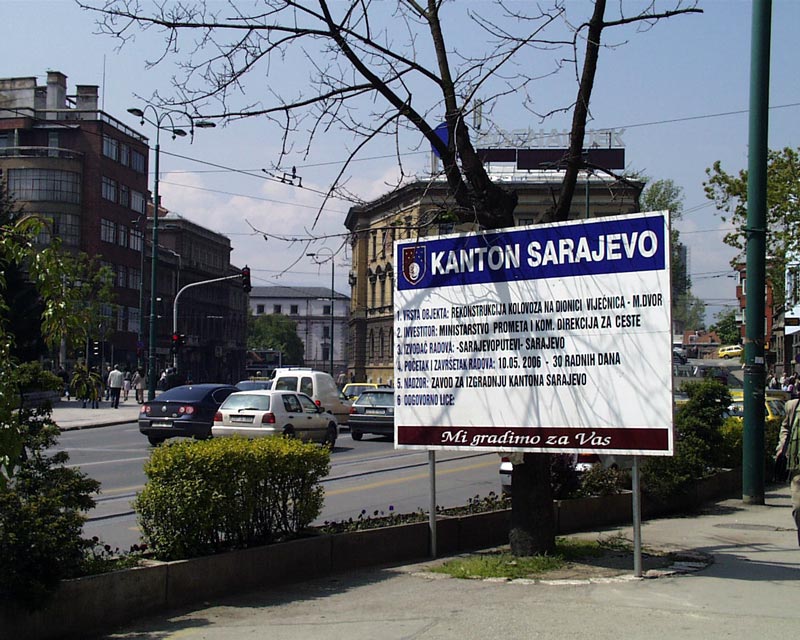 KANTON SARAJEVO
1. VRSTA OBJEKTA: REKONSTRUKCIJA KOLOVOZA NA DIONICI VIJEĆNICA - M.DVOR
2. INVESTITOR: MINISTARSTVO PROMETA I KOM. DIREKCIJA ZA CESTE
3. IZVOĐAČ RADOVA: -SARAJEVOPUTEVI- SARAJEVO
4. POČETAK I ZAVRŠETAK RADOVA: 10.05. 2006 - 30 RADNIH DANA
5. NADZOR: ZAVOD ZA IZGRADNJU KANTONA SARAJEVO
6 ODGOVORNO LICE:
Mi gradimo za Vas